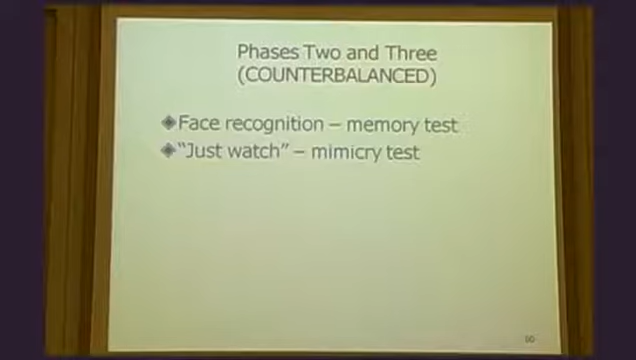 Phases Two and Three
(COUNTERBALANCED)
◈Face recognition – memory test
◈“Just watch” – mimicry test